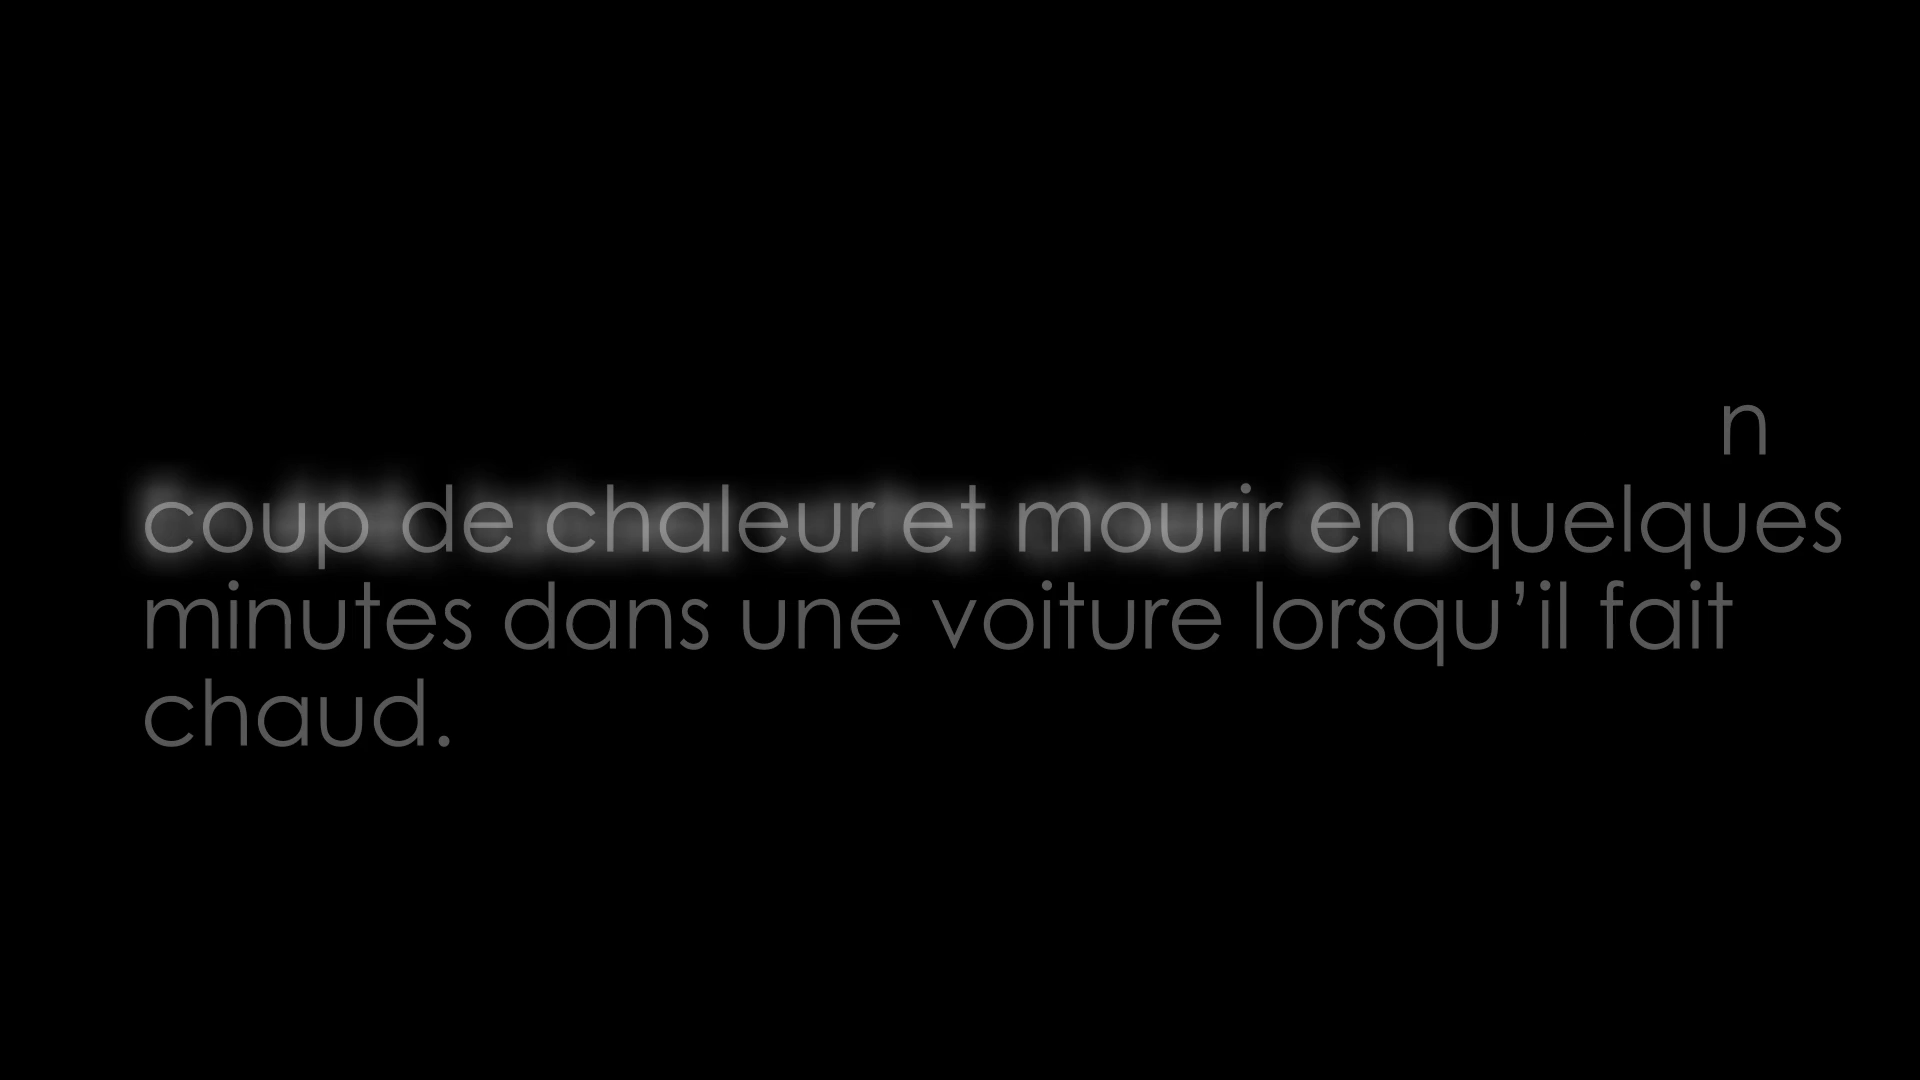 n
coup de chaleur et mourir en quelques
minutes dans une voiture lorsqu’il fait
chaud.